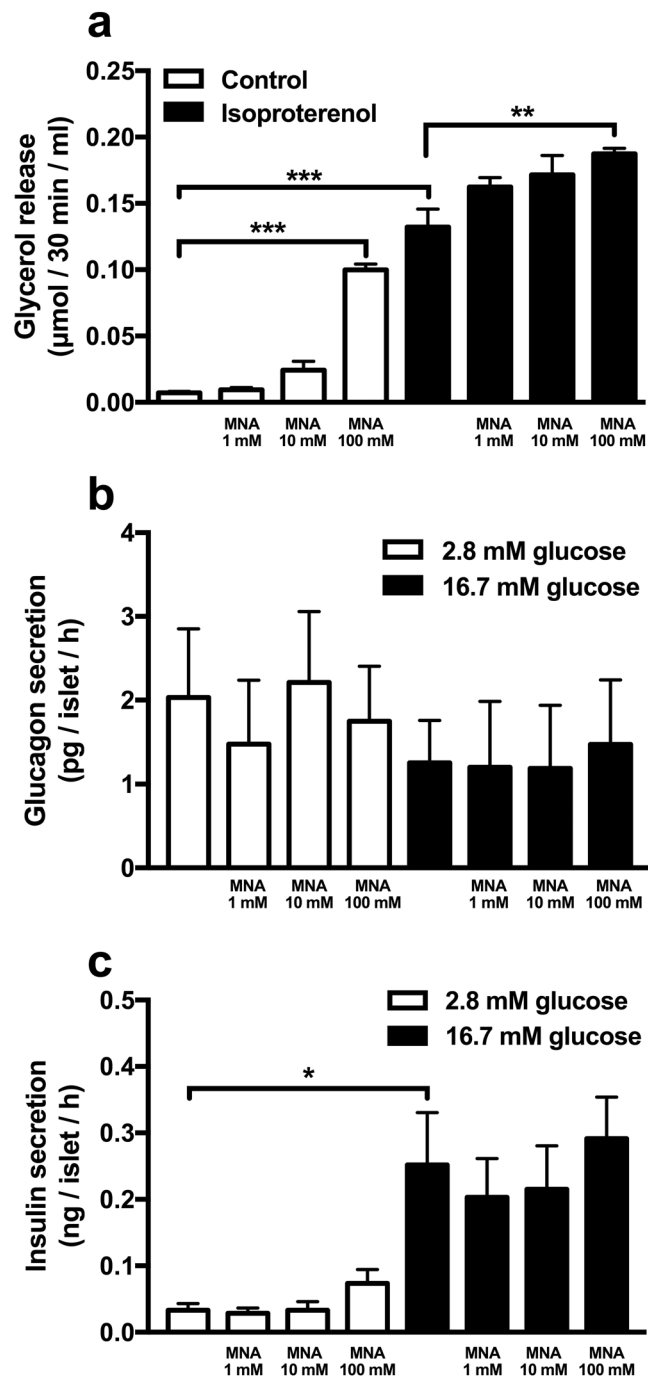 a
Glycerol release
(µmol / 30 min / ml)
0.25
0.20
0.15
0.10
0.05
0.00
Control
Isoproterenol
***
***
**
MNA
1 mM
MNA
10 mM
MNA
100 mM
MNA
1 mM
MNA
10 mM
MNA
100 mM
b
Glucagon secretion
(pg / islet / h)
4
3
2
1
0
2.8 mM glucose
16.7 mM glucose
MNA
1 mM
MNA
10 mM
MNA
100 mM
MNA
1 mM
MNA
10 mM
MNA
100 mM
c
Insulin secretion
(ng / islet / h)
0.5
0.4
0.3
0.2
0.1
0.0
2.8 mM glucose
16.7 mM glucose
*
MNA
1 mM
MNA
10 mM
MNA
100 mM
MNA
1 mM
MNA
10 mM
MNA
100 mM